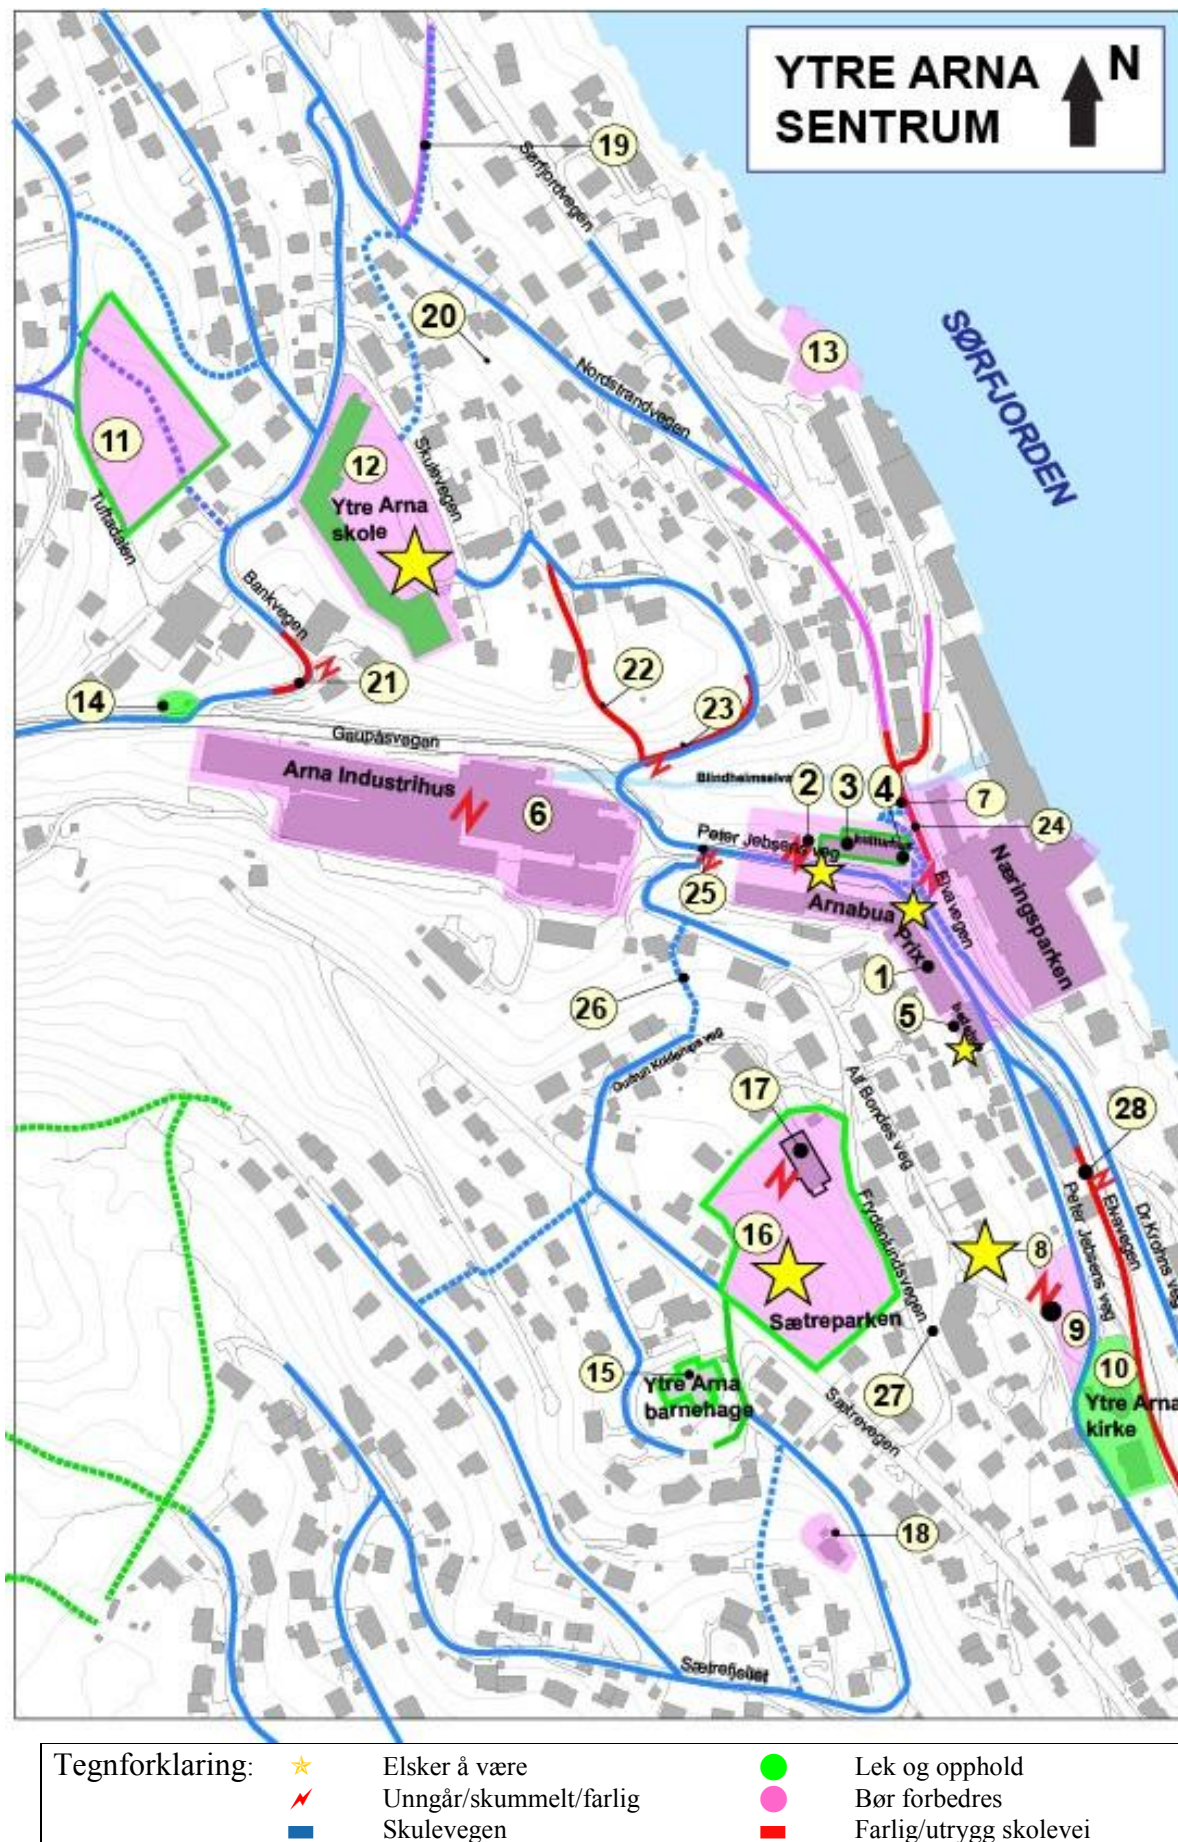 YTRE ARNA
SENTRUM
N
19
Sørfjordvegen
20
SØRFJORDEN
13
Nordstrandvegen
11
12
Skulevegen
Ytre Arna
skole
Tuftadalen
Bankvegen
21
22
14
23
Gaupåsvegen
Arna Industrihus
6
2
3
4
7
24
Peter Jebsens veg
Elvavegen
Næringsparken
25
Arnabua
Prix
1
26
5
17
Alf Bondes veg
28
Peter Jebsens veg
Elvavegen
Dr.Krohns veg
16
Frydenlundsvegen
8
Sætreparken
9
10
15
Ytre Arna
barnehage
27
Ytre Arna
kirke
Sætrevegen
18
Sætrefjellet
Tegnforklaring:
Elsker å være
Lek og opphold
Unngår/skummelt/farlig
Bør forbedres
Skulevegen
Farlig/utrygg skolevei